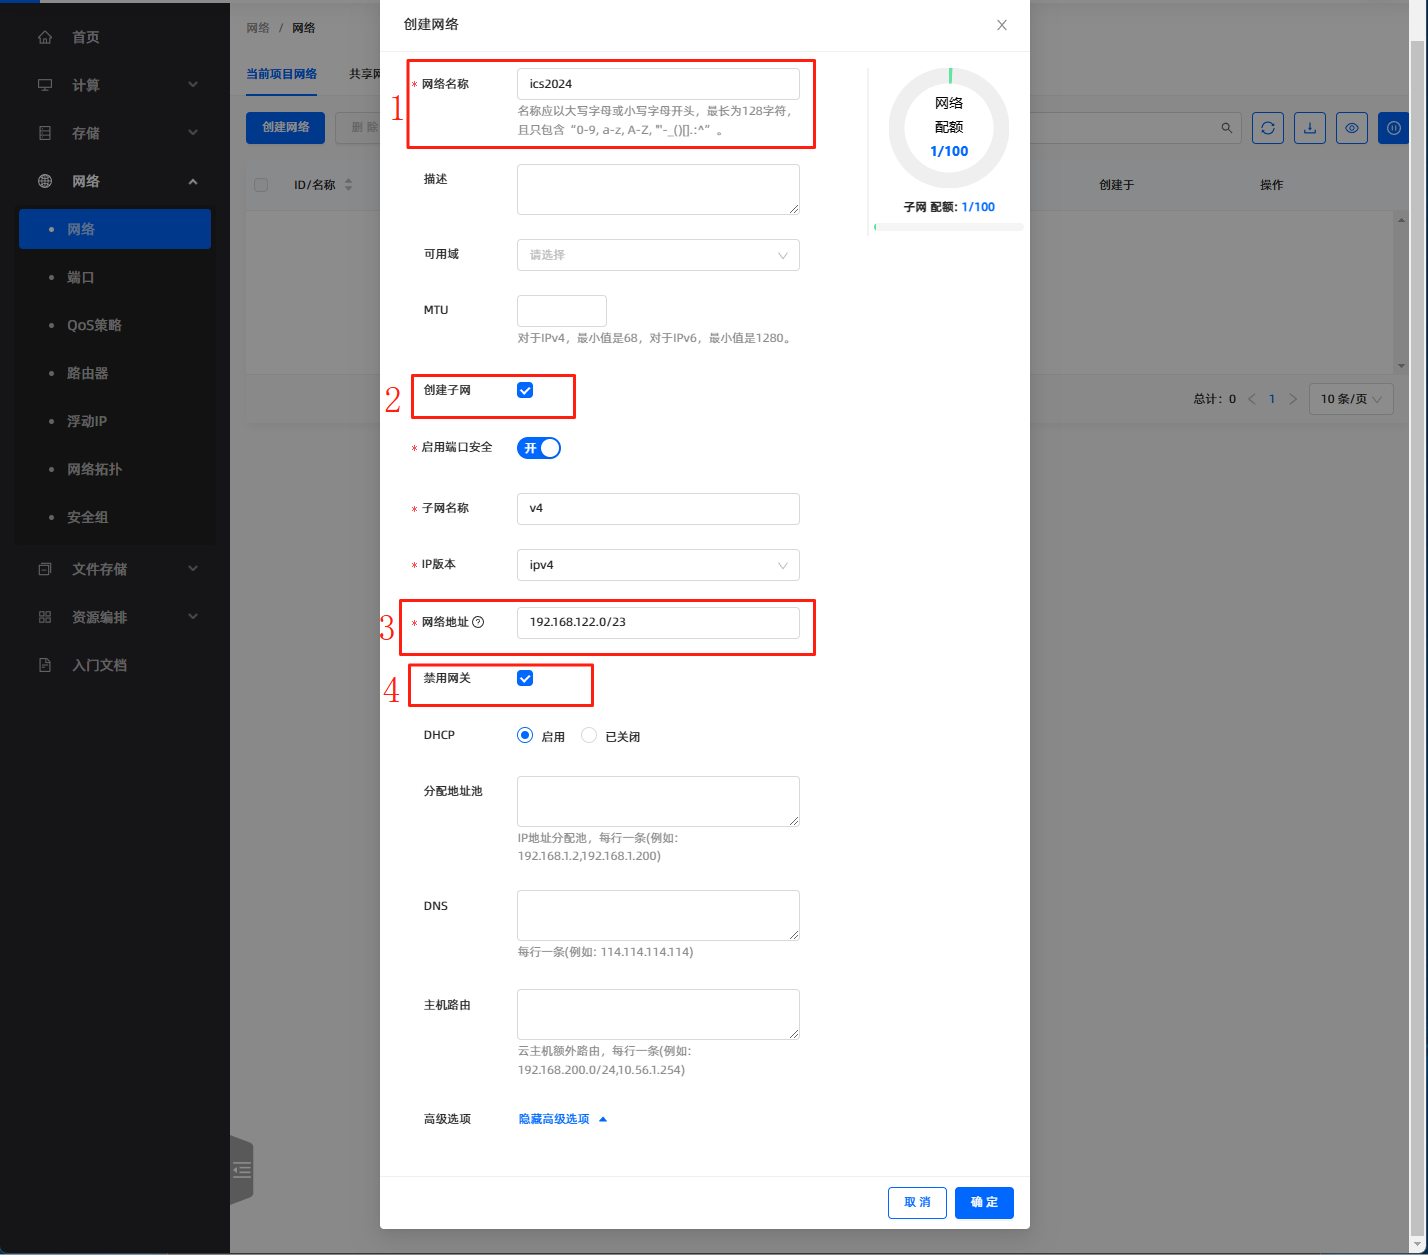 首页
计算
存储
网络
网络
端口
QoS策略
路由器
浮动IP
网络拓扑
安全组
文件存储
资源编排
入门文档
网络 / 网络
当前项目网络 共享网
创建网络 删 除
ID/名称
创建于 操作
总计：0 1 10 条/页
创建网络
1
* 网络名称 ics2024
名称应以大写字母或小写字母开头，最长为128字符，
且只包含“0-9, a-z, A-Z, "'-_()[].:^”。
描述
可用域 请选择
MTU
对于IPv4，最小值是68，对于IPv6，最小值是1280。
2 创建子网
* 启用端口安全 开
* 子网名称 v4
* IP版本 ipv4
3 * 网络地址 ? 192.168.122.0/23
4 禁用网关
DHCP 启用 已关闭
分配地址池
IP地址分配池，每行一条(例如:
192.168.1.2,192.168.1.200)
DNS
每行一条(例如: 114.114.114.114)
主机路由
云主机额外路由，每行一条(例如:
192.168.200.0/24,10.56.1.254)
高级选项 隐藏高级选项
取 消 确 定
网络
配额
1/100
子网 配额: 1/100